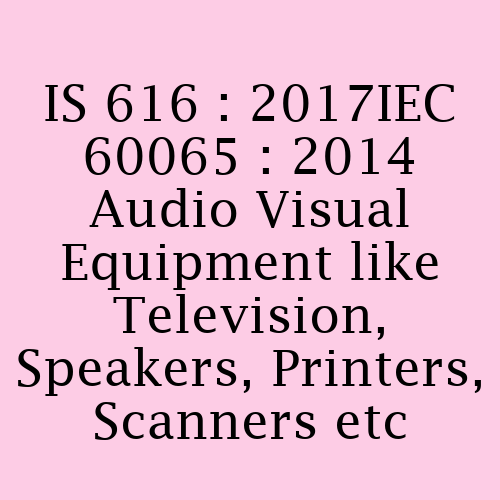 IS 616 : 2017IEC
60065 : 2014
Audio Visual
Equipment like
Television,
Speakers, Printers,
Scanners etc